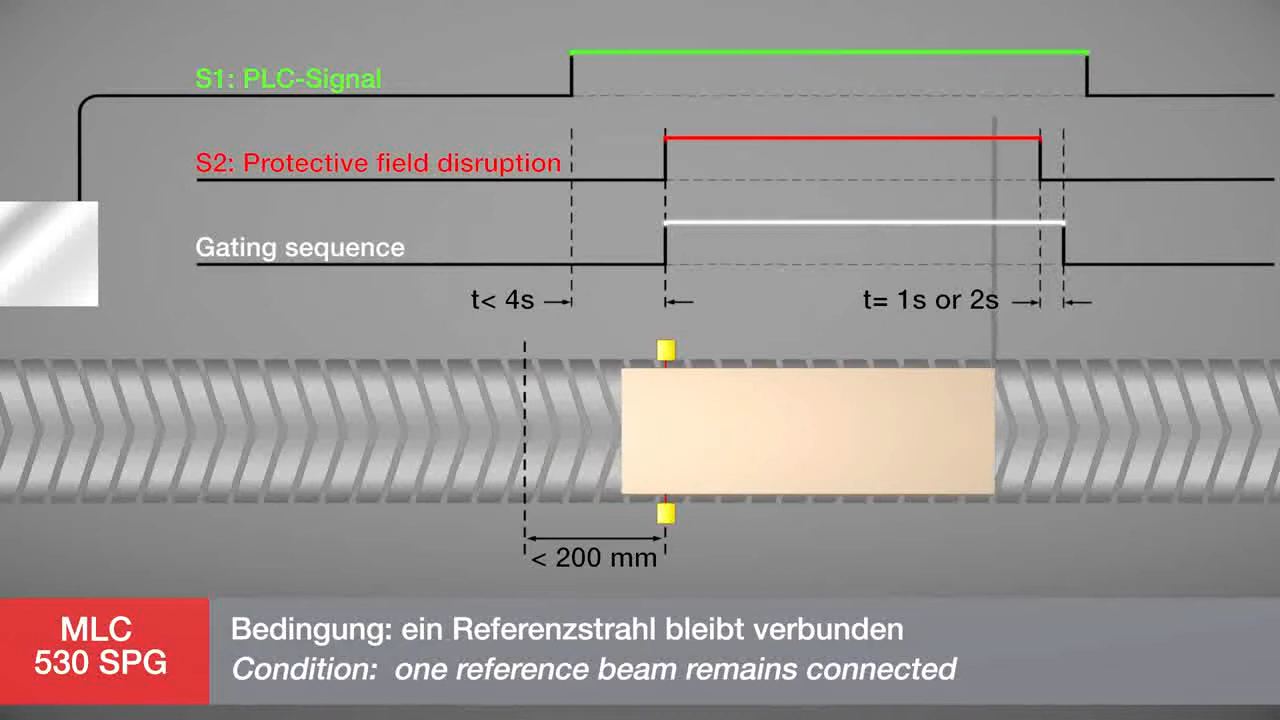 S1: PLC-Signal
S2: Protective field disruption
Gating sequence
t< 4s
t= 1s or 2s
< 200 mm
MLC
530 SPG
Bedingung: ein Referenzstrahl bleibt verbunden
Condition: one reference beam remains connected